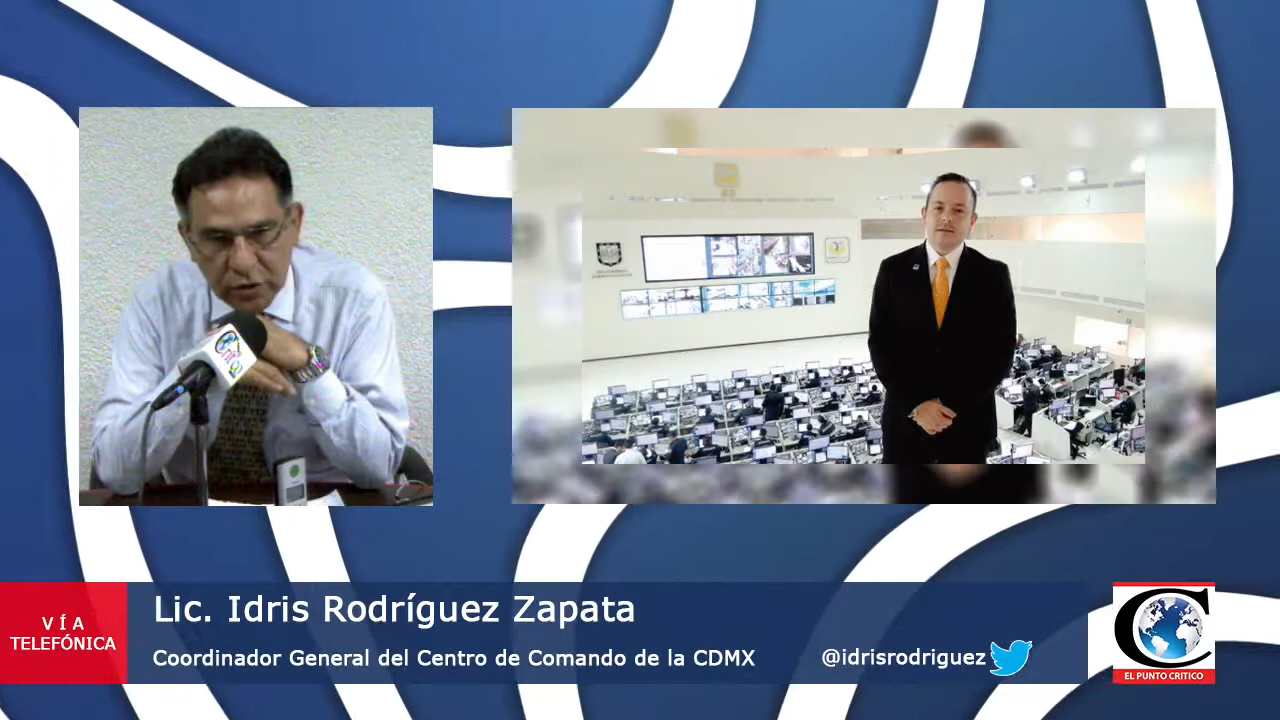 VÍA
TELEFÓNICA
Lic. Idris Rodríguez Zapata
Coordinador General del Centro de Comando de la CDMX
@idrisrodriguez
C
EL PUNTO CRITICO